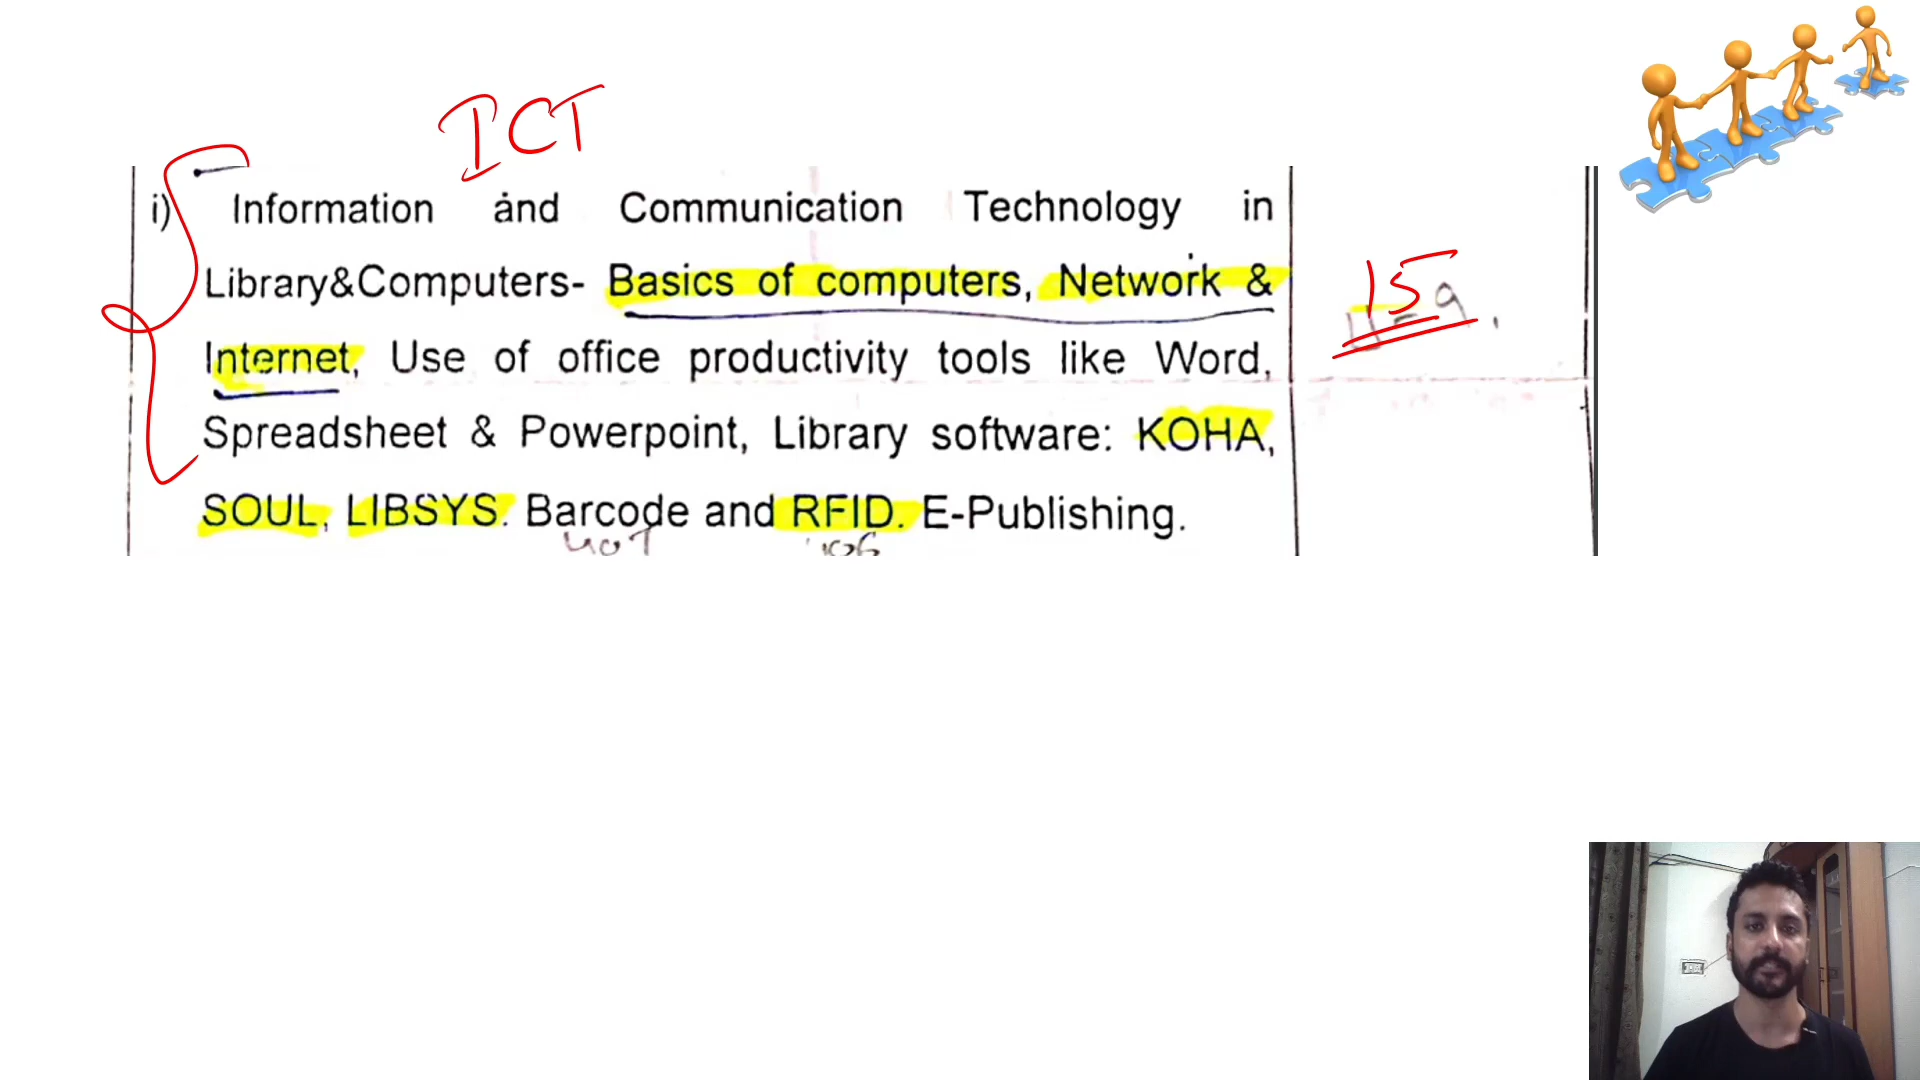 ICT
i) Information and Communication Technology in
Library&Computers- Basics of computers, Network &
Internet, Use of office productivity tools like Word,
Spreadsheet & Powerpoint, Library software: KOHA,
SOUL, LIBSYS. Barcode and RFID. E-Publishing.
15